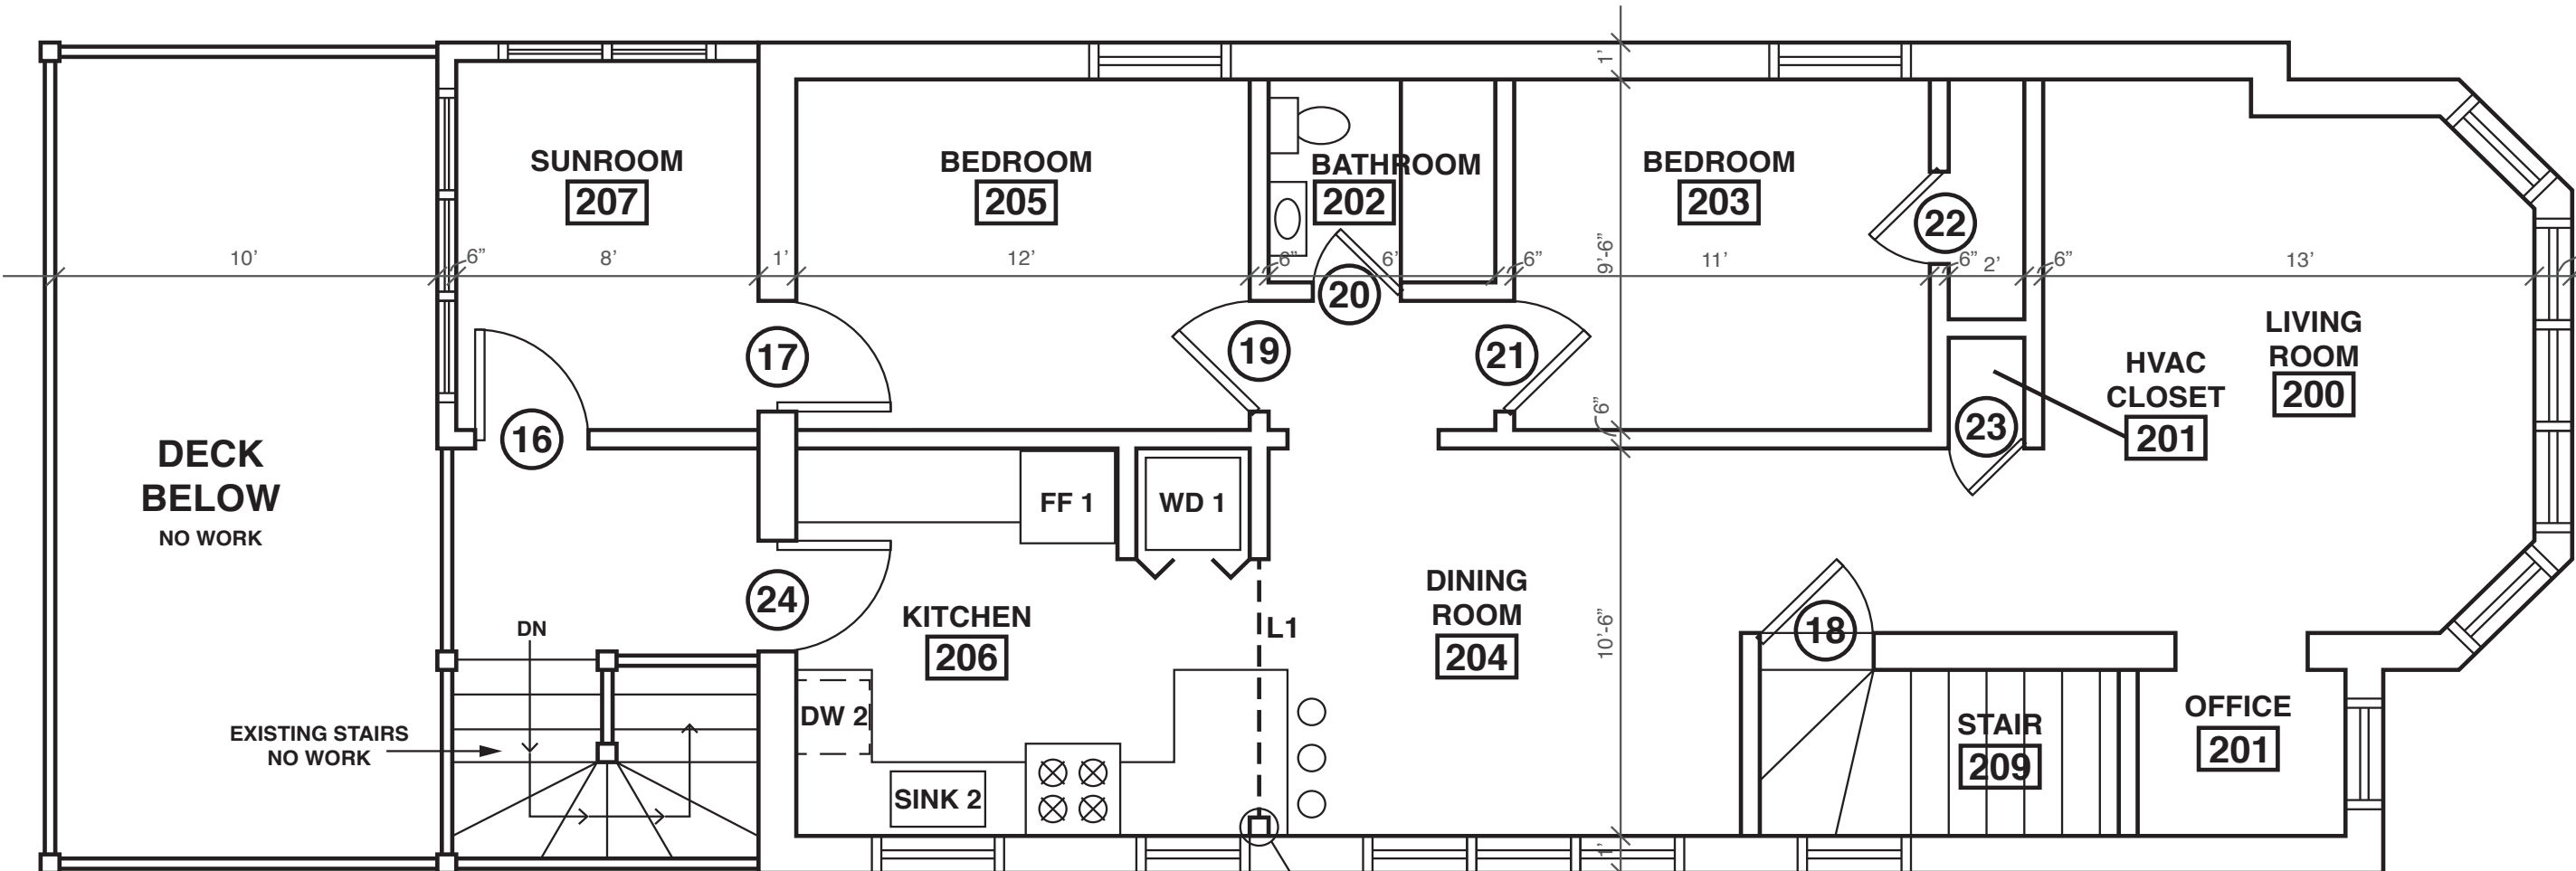 1’
SUNROOM
207
BEDROOM
205
BATHROOM
202
BEDROOM
203
22
10’
6”
8’
1’
12’
6”
6’
6”
9’-6”
11’
6”
2’
6”
13’
20
LIVING
ROOM
200
17
19
21
HVAC
CLOSET
201
6”
16
23
DECK
BELOW
NO WORK
FF 1
WD 1
24
KITCHEN
206
L1
DINING
ROOM
204
10’-6”
18
DN
DW 2
EXISTING STAIRS
NO WORK
SINK 2
STAIR
209
OFFICE
201
1’